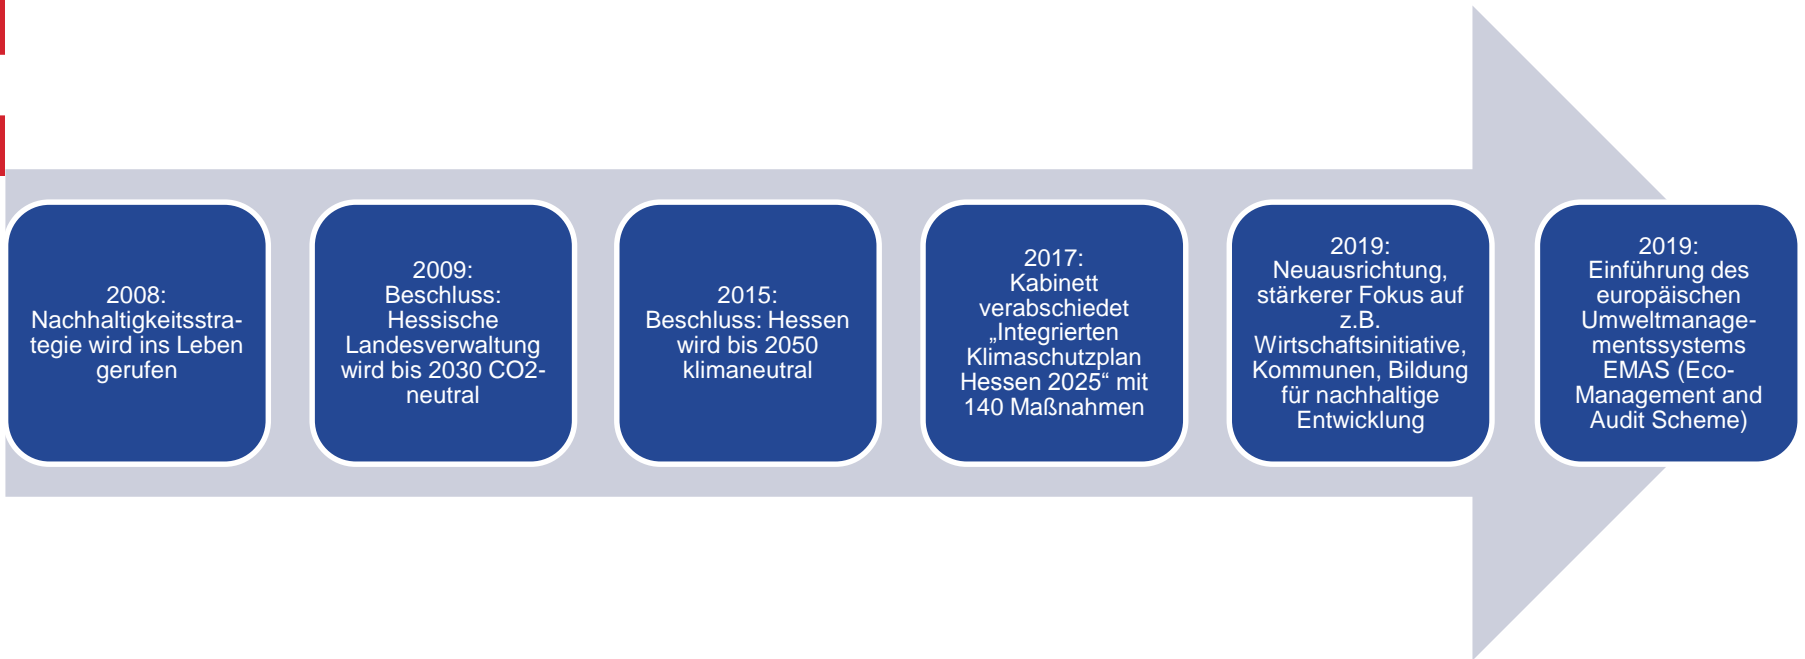 2008:
Nachhaltigkeitsstra-
tegie wird ins Leben
gerufen
2009:
Beschluss:
Hessische
Landesverwaltung
wird bis 2030 CO2-
neutral
2015:
Beschluss: Hessen
wird bis 2050
klimaneutral
2017:
Kabinett
verabschiedet
„Integrierten
Klimaschutzplan
Hessen 2025“ mit
140 Maßnahmen
2019:
Neuausrichtung,
stärkerer Fokus auf
z.B.
Wirtschaftsinitiative,
Kommunen, Bildung
für nachhaltige
Entwicklung
2019:
Einführung des
europäischen
Umweltmanage-
mentssystems
EMAS (Eco-
Management and
Audit Scheme)